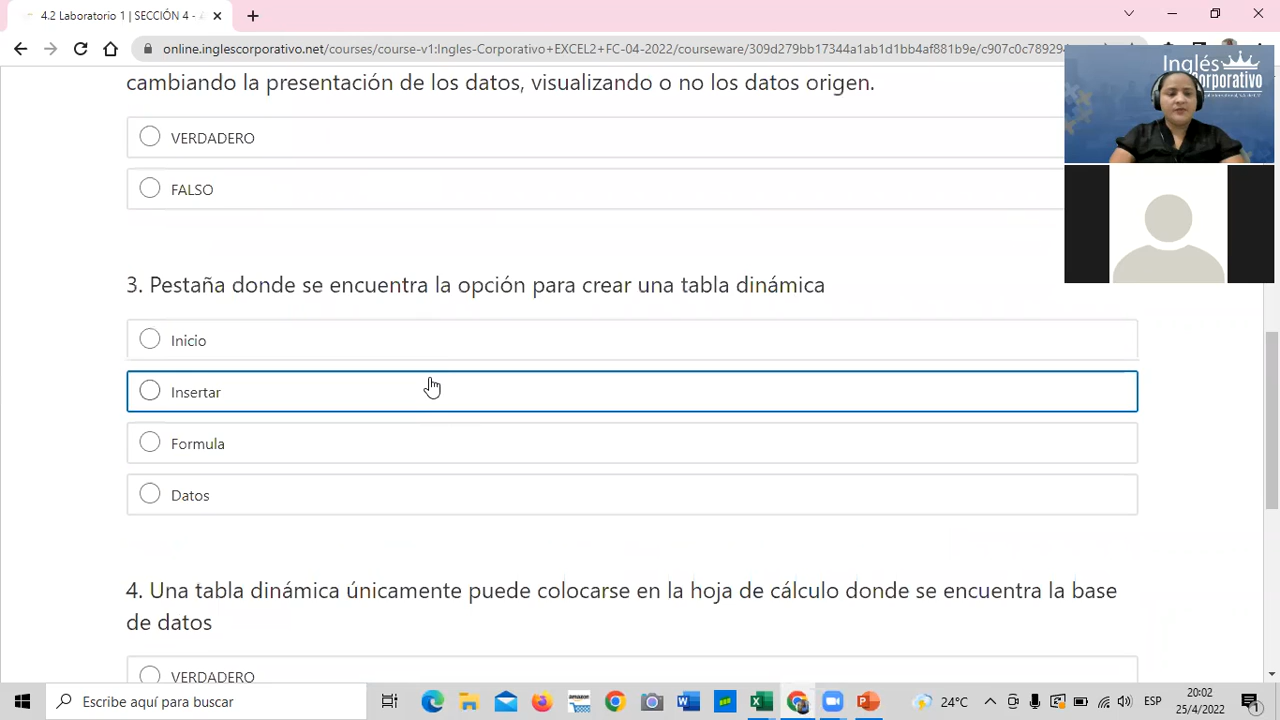 4.2 Laboratorio 1 | SECCIÓN 4 -
online.inglescorporativo.net/courses/course-v1:Ingles-Corporativo+EXCEL2+FC-04-2022/courseware/309d279bb17344a1ab1d1bb4af881b9e/c907c0c789294
Inglés
Corporativo
cambiando la presentación de los datos, visualizando o no los datos origen.
VERDADERO
FALSO
3. Pestaña donde se encuentra la opción para crear una tabla dinámica
Inicio
Insertar
Formula
Datos
4. Una tabla dinámica únicamente puede colocarse en la hoja de cálculo donde se encuentra la base
de datos
VERDADERO
Escribe aquí para buscar
24°C
ESP
20:02
25/4/2022